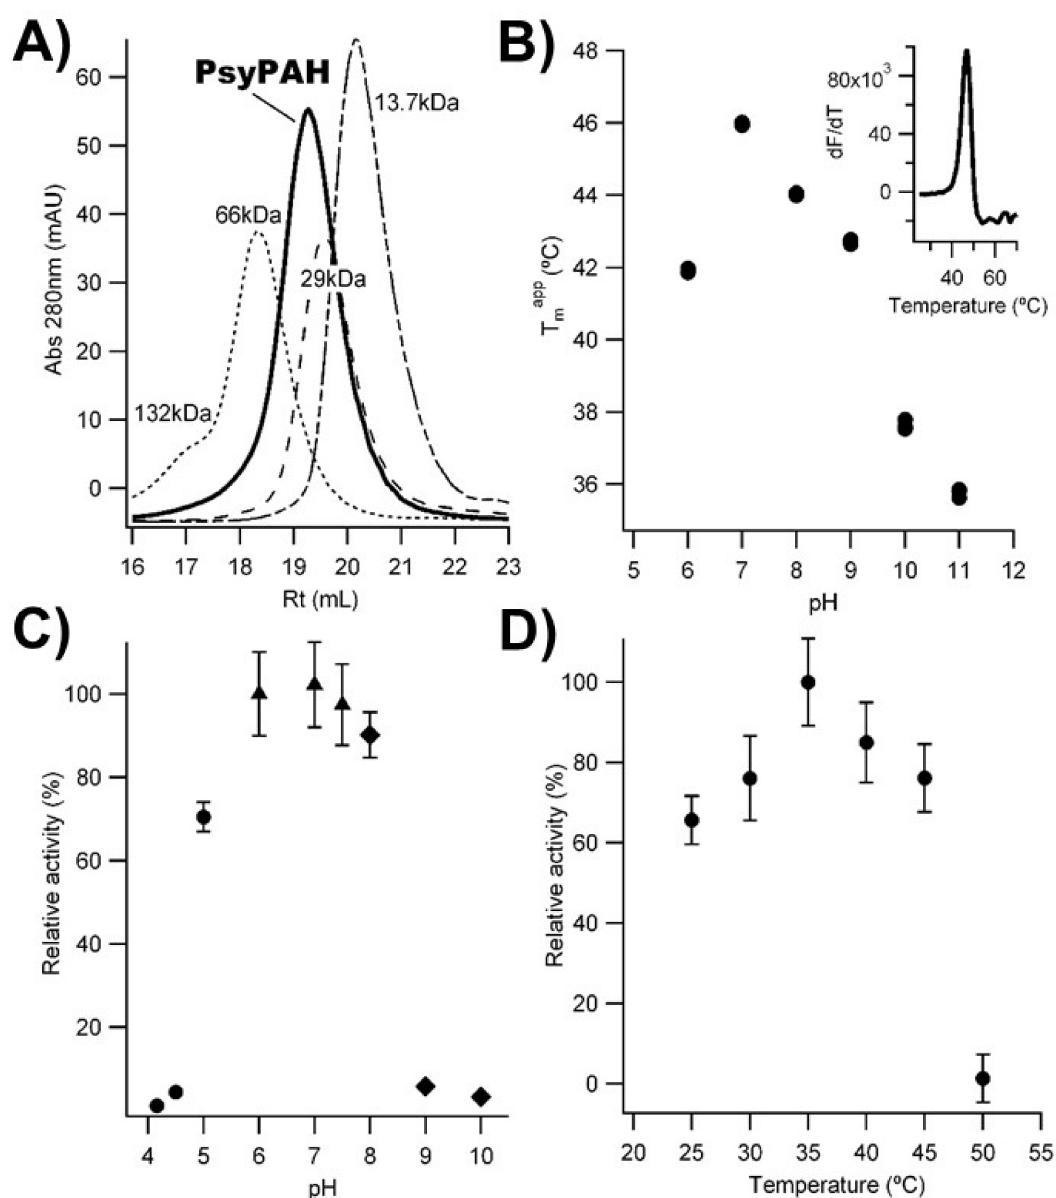 A)
PsyPAH
13.7kDa
66kDa
29kDa
132kDa
Abs 280nm (mAU)
60
50
40
30
20
10
0
16 17 18 19 20 21 22 23
Rt (mL)
B)
Tm app (ºC)
48
46
44
42
40
38
36
5 6 7 8 9 10 11 12
pH
dF/dT
80x10³
40
0
40 60
Temperature (ºC)
C)
Relative activity (%)
100
80
60
40
20
4 5 6 7 8 9 10
pH
D)
Relative activity (%)
100
80
60
40
20
0
20 25 30 35 40 45 50 55
Temperature (ºC)